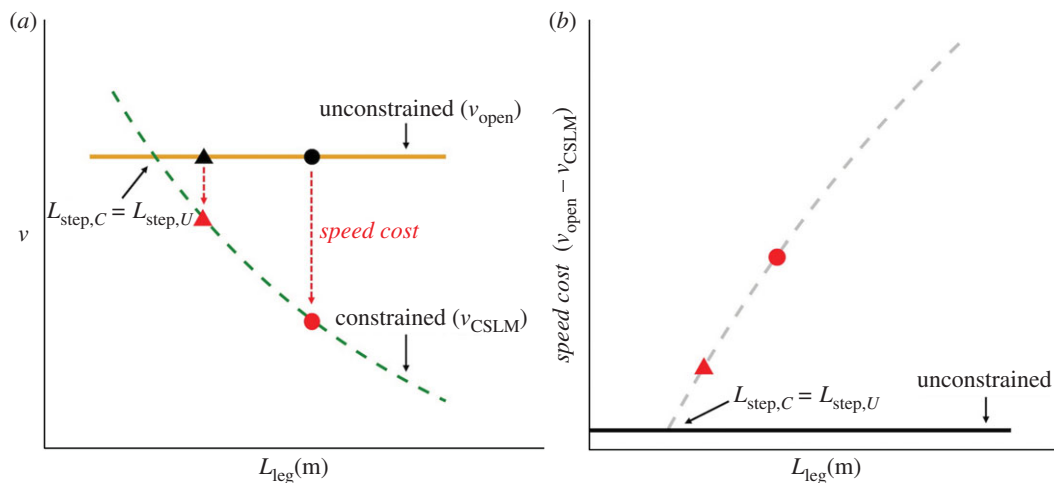 (a)
unconstrained (v_open)
L_step,C = L_step,U
v
speed cost
constrained (v_CSLM)
L_leg(m)
(b)
speed cost (v_open – v_CSLM)
unconstrained
L_step,C = L_step,U
L_leg(m)